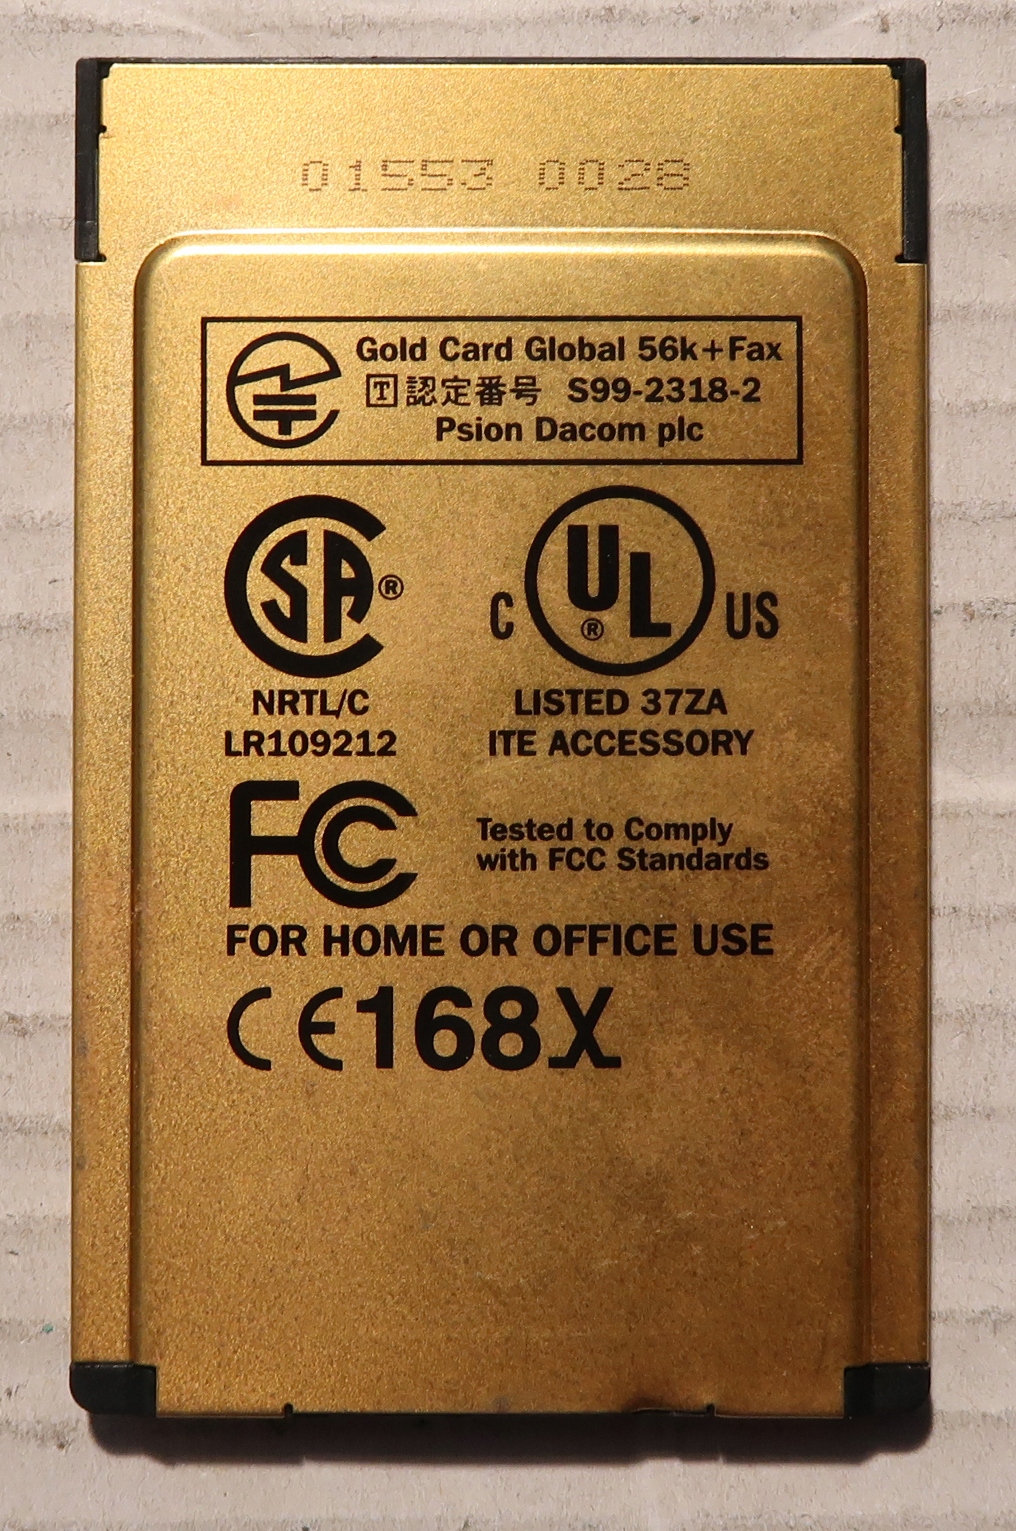 01553 0028
Gold Card Global 56k+Fax
T 認定番号 S99-2318-2
Psion Dacom plc
SA ®
C UL ® US
NRTL/C
LISTED 37ZA
LR109212
ITE ACCESSORY
FC
Tested to Comply
with FCC Standards
FOR HOME OR OFFICE USE
CE168X